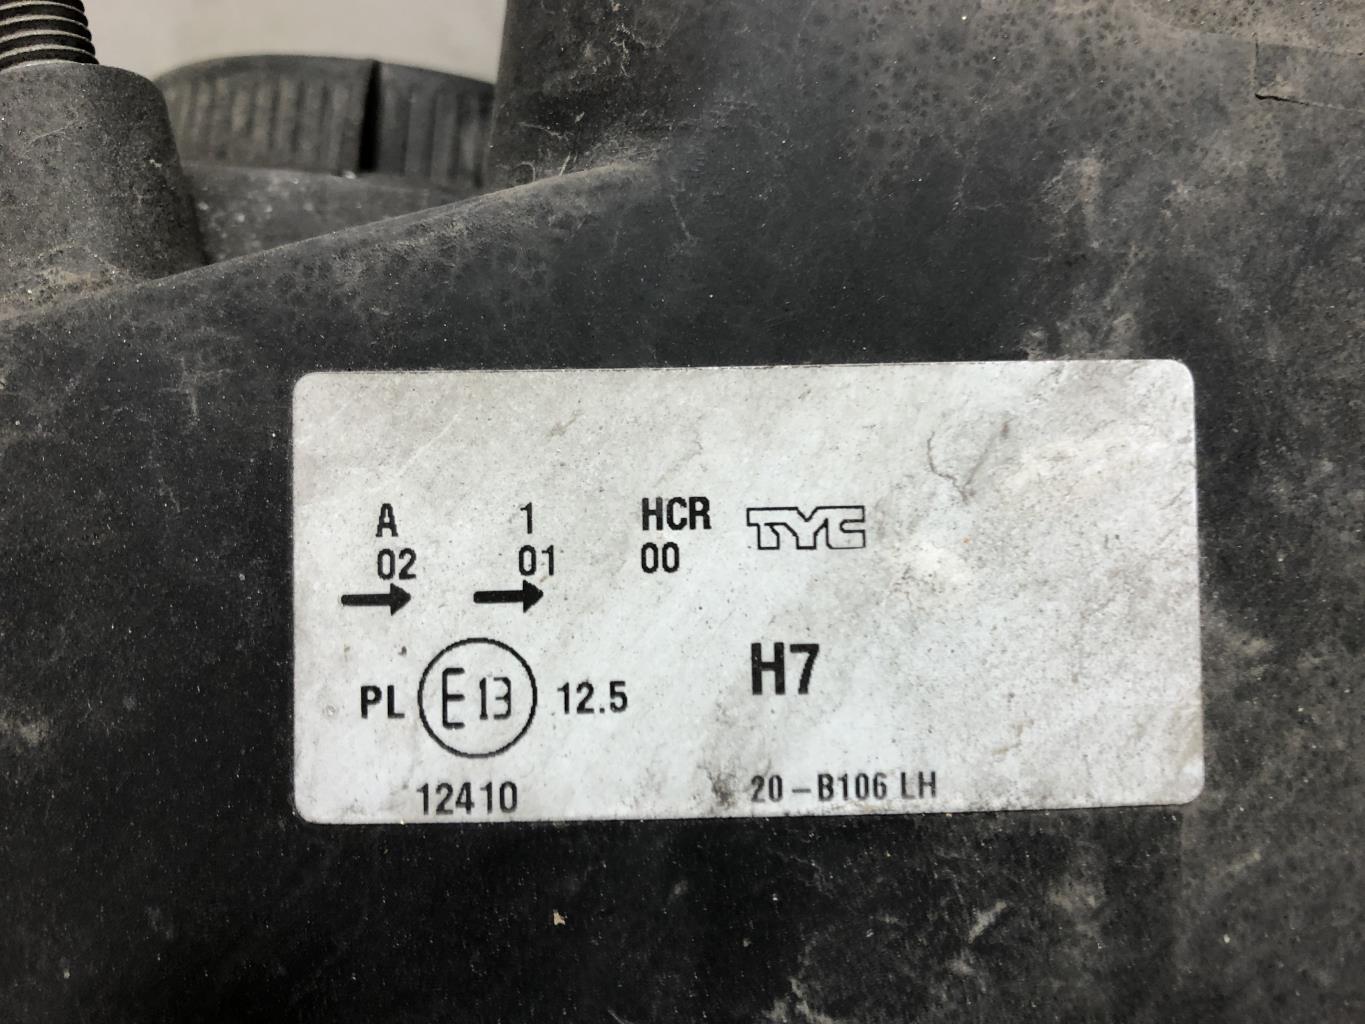 A 1 HCR TYC
02 01 00
PL E13 12.5 H7
12410 20-B106 LH